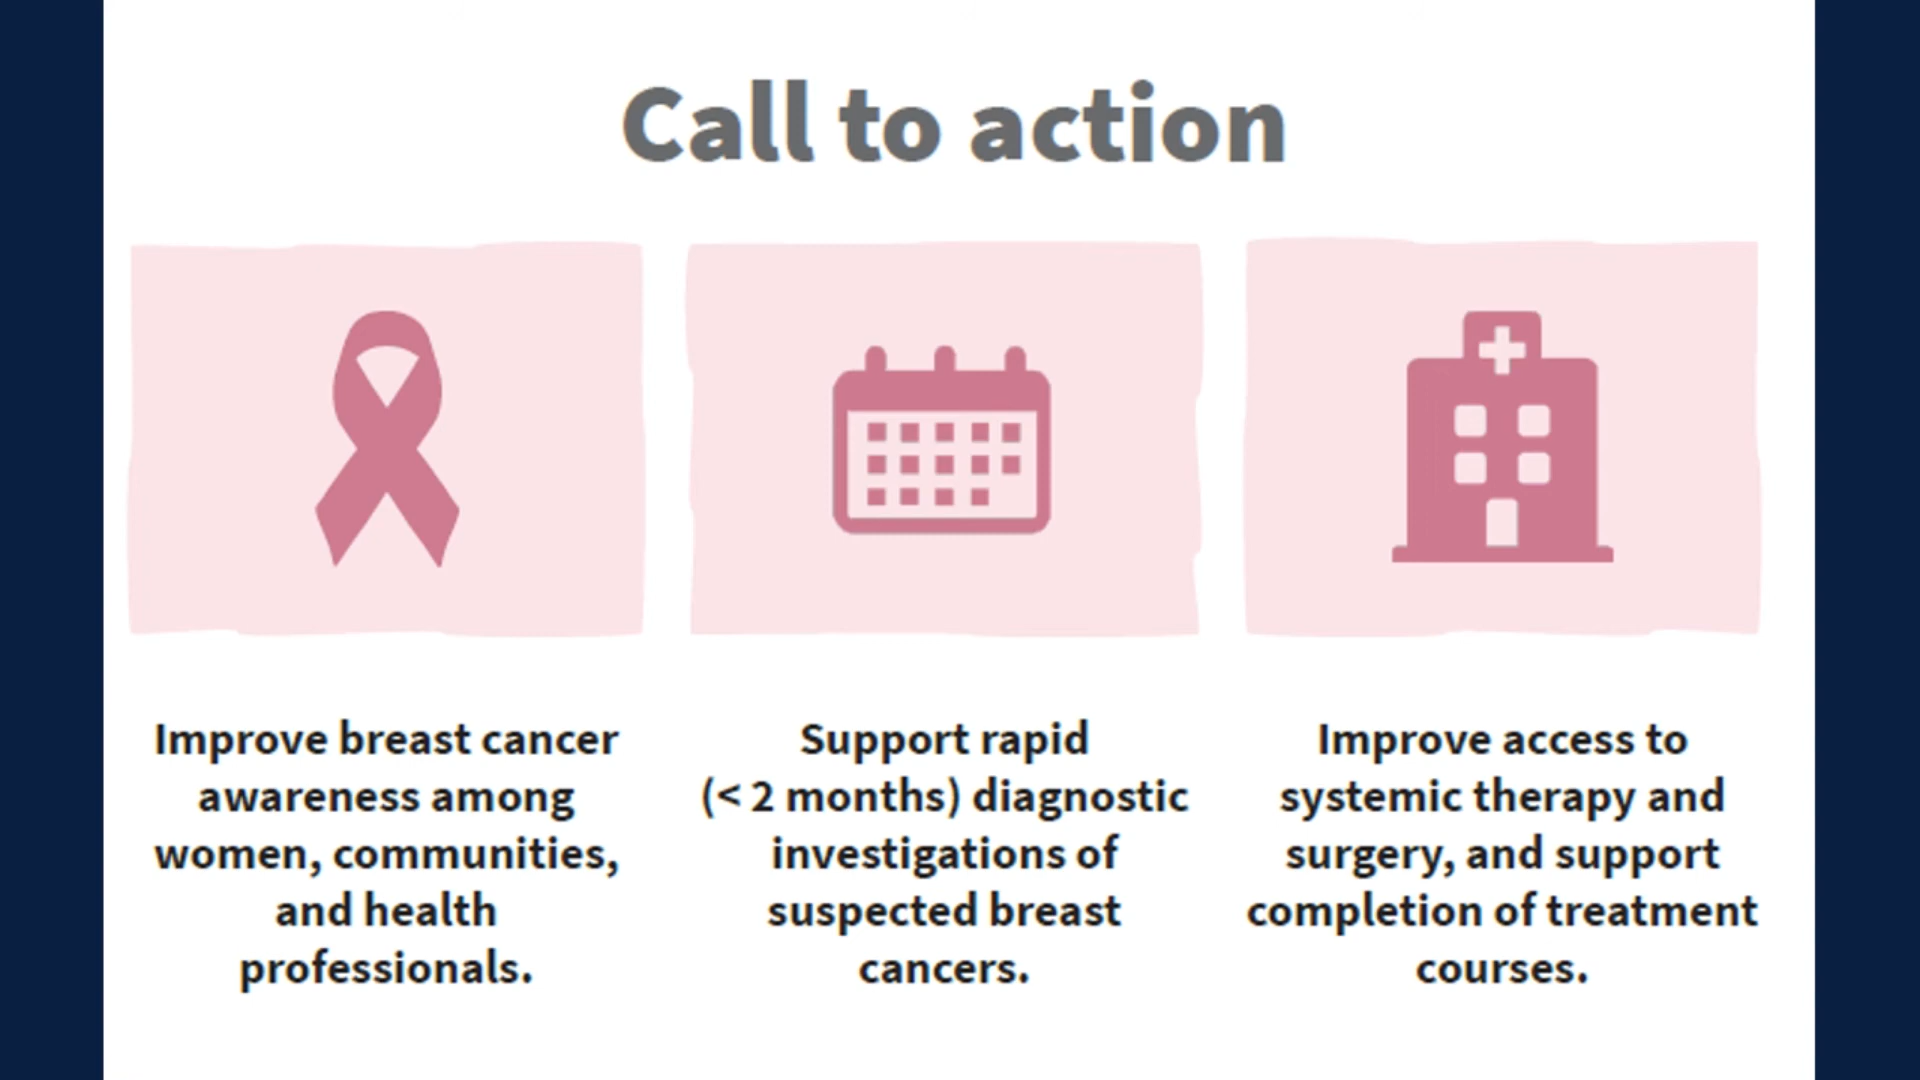 Call to action
Improve breast cancer
awareness among
women, communities,
and health
professionals.
Support rapid
(< 2 months) diagnostic
investigations of
suspected breast
cancers.
Improve access to
systemic therapy and
surgery, and support
completion of treatment
courses.